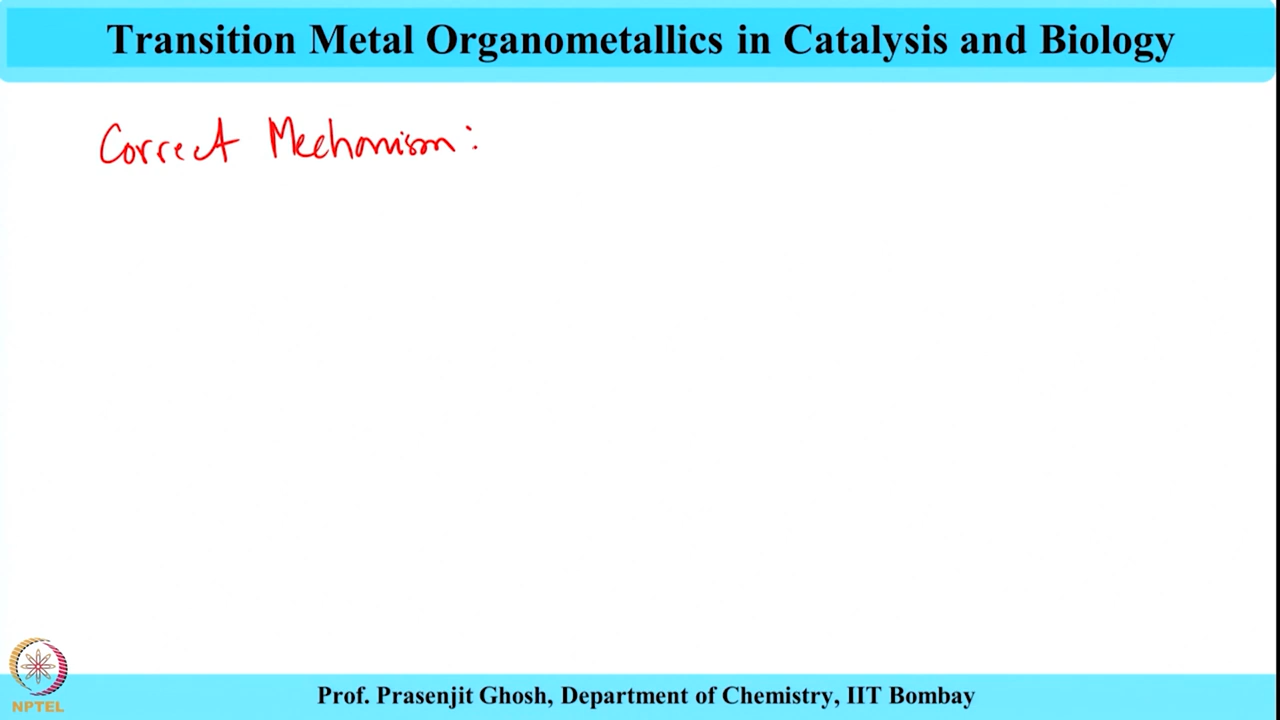 Transition Metal Organometallics in Catalysis and Biology
Correct Mechanism:
NPTEL
Prof. Prasenjit Ghosh, Department of Chemistry, IIT Bombay